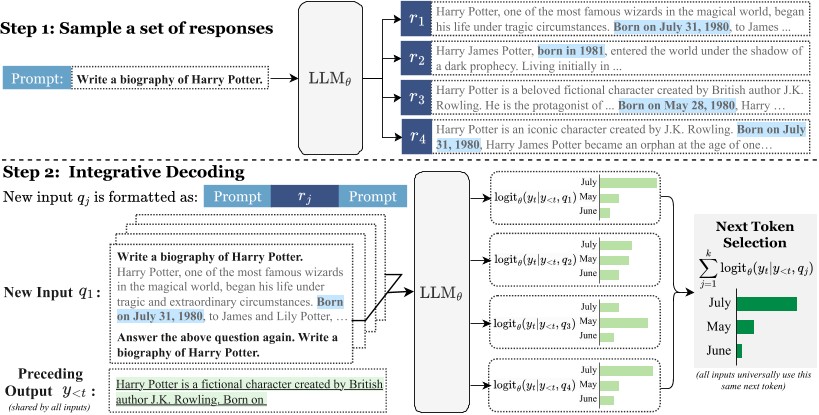 Step 1: Sample a set of responses
Prompt: Write a biography of Harry Potter.
LLMθ
r1
Harry Potter, one of the most famous wizards in the magical world, began
his life under tragic circumstances. Born on July 31, 1980, to James ...
r2
Harry James Potter, born in 1981, entered the world under the shadow of
a dark prophecy. Living initially in ...
r3
Harry Potter is a beloved fictional character created by British author J.K.
Rowling. He is the protagonist of ... Born on May 28, 1980, Harry ...
r4
Harry Potter is an iconic character created by J.K. Rowling. Born on July
31, 1980, Harry James Potter became an orphan at the age of one...
Step 2: Integrative Decoding
New input qj is formatted as: Prompt rj Prompt
New Input q1 :
Write a biography of Harry Potter.
Harry Potter, one of the most famous wizards
in the magical world, began his life under
tragic and extraordinary circumstances. Born
on July 31, 1980, to James and Lily Potter, ...
Answer the above question again. Write a
biography of Harry Potter.
Preceding
Output y<t :
(shared by all inputs)
Harry Potter is a fictional character created by British
author J.K. Rowling. Born on
LLMθ
logitθ(yt|y<t, q1)
July
May
June
logitθ(yt|y<t, q2)
July
May
June
logitθ(yt|y<t, q3)
July
May
June
logitθ(yt|y<t, q4)
July
May
June
Next Token
Selection
∑j=1k logitθ(yt|y<t, qj)
July
May
June
(all inputs universally use this
same next token)